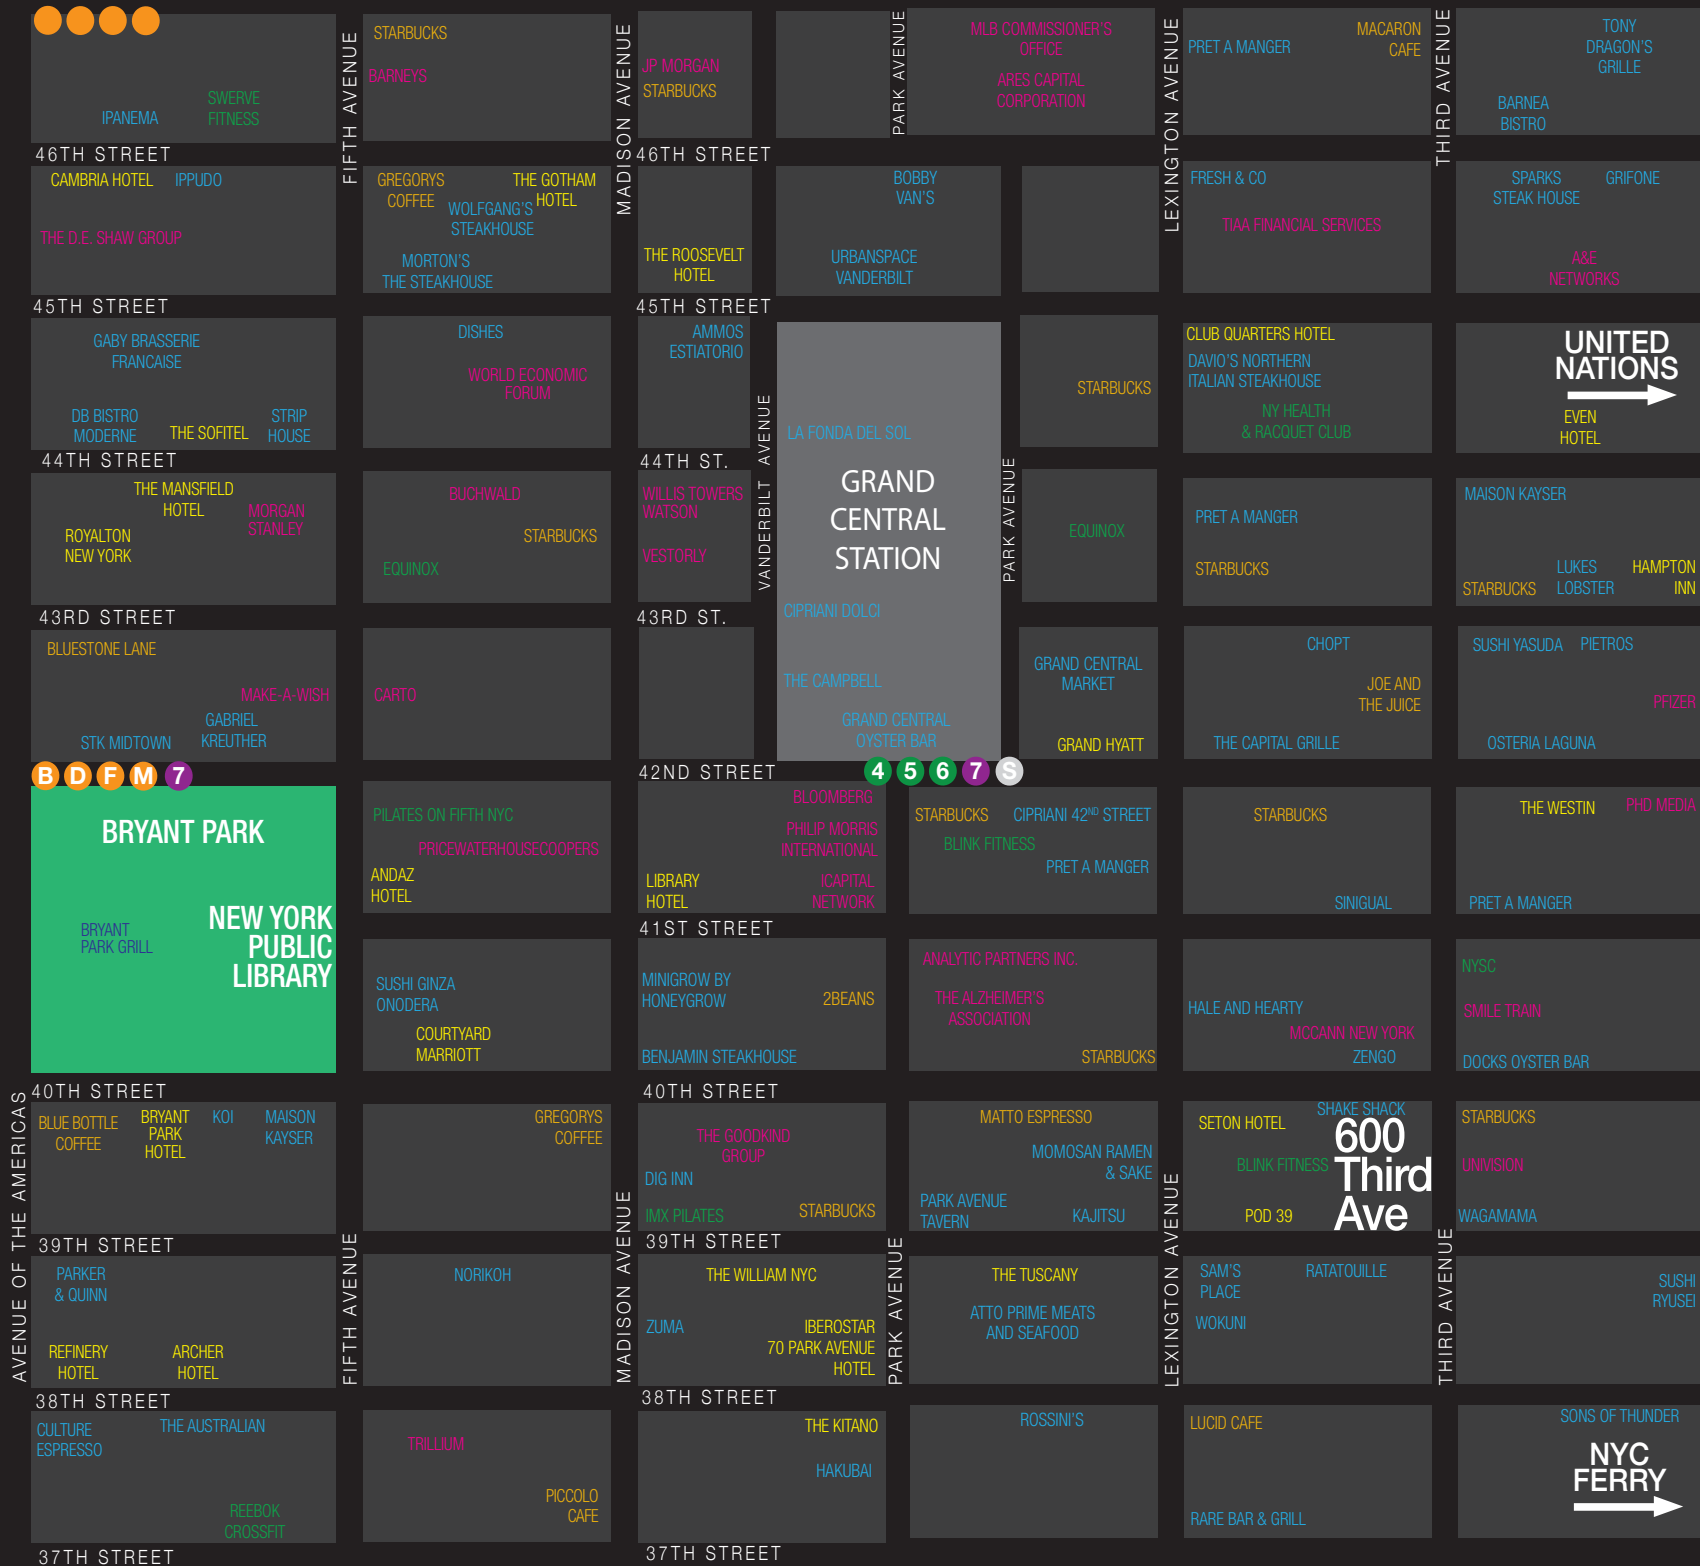 STARBUCKS
BARNEYS
IPANEMA
SWERVE
FITNESS
FIFTH AVENUE
MADISON AVENUE
JP MORGAN
STARBUCKS
PARK AVENUE
MLB COMMISSIONER'S
OFFICE
ARES CAPITAL
CORPORATION
LEXINGTON AVENUE
PRET A MANGER
MACARON
CAFE
THIRD AVENUE
TONY
DRAGON'S
GRILLE
BARNEA
BISTRO
46TH STREET
46TH STREET
CAMBRIA HOTEL
IPPUDO
THE D.E. SHAW GROUP
GREGORYS
COFFEE
THE GOTHAM
HOTEL
WOLFGANG'S
STEAKHOUSE
MORTON'S
THE STEAKHOUSE
THE ROOSEVELT
HOTEL
BOBBY
VAN'S
URBANSPACE
VANDERBILT
FRESH & CO
TIAA FINANCIAL SERVICES
SPARKS
STEAK HOUSE
GRIFONE
A&E
NETWORKS
45TH STREET
45TH STREET
GABY BRASSERIE
FRANCAISE
DB BISTRO
MODERNE
THE SOFITEL
STRIP
HOUSE
DISHES
WORLD ECONOMIC
FORUM
AMMOS
ESTIATORIO
VANDERBILT AVENUE
LA FONDA DEL SOL
GRAND
CENTRAL
STATION
CIPRIANI DOLCI
THE CAMPBELL
GRAND CENTRAL
OYSTER BAR
STARBUCKS
CLUB QUARTERS HOTEL
DAVIO'S NORTHERN
ITALIAN STEAKHOUSE
NY HEALTH
& RACQUET CLUB
UNITED
NATIONS
EVEN
HOTEL
44TH STREET
44TH ST.
THE MANSFIELD
HOTEL
MORGAN
STANLEY
ROYALTON
NEW YORK
BUCHWALD
STARBUCKS
EQUINOX
WILLIS TOWERS
WATSON
VESTORLY
PARK AVENUE
EQUINOX
PRET A MANGER
STARBUCKS
MAISON KAYSER
STARBUCKS
LUKES
LOBSTER
HAMPTON
INN
43RD STREET
43RD ST.
BLUESTONE LANE
MAKE-A-WISH
GABRIEL
KREUTHER
STK MIDTOWN
CARTO
GRAND CENTRAL
MARKET
GRAND HYATT
CHOPT
JOE AND
THE JUICE
THE CAPITAL GRILLE
SUSHI YASUDA
PIETROS
PFIZER
OSTERIA LAGUNA
B D F M 7
42ND STREET
4 5 6 7 S
BRYANT PARK
BRYANT
PARK GRILL
NEW YORK
PUBLIC
LIBRARY
PILATES ON FIFTH NYC
PRICEWATERHOUSECOOPERS
ANDAZ
HOTEL
BLOOMBERG
PHILIP MORRIS
INTERNATIONAL
LIBRARY
HOTEL
ICAPITAL
NETWORK
STARBUCKS
CIPRIANI 42ND STREET
BLINK FITNESS
PRET A MANGER
STARBUCKS
SINIGUAL
THE WESTIN
PHD MEDIA
PRET A MANGER
41ST STREET
SUSHI GINZA
ONODERA
COURTYARD
MARRIOTT
MINIGROW BY
HONEYGROW
2BEANS
BENJAMIN STEAKHOUSE
ANALYTIC PARTNERS INC.
THE ALZHEIMER'S
ASSOCIATION
STARBUCKS
HALE AND HEARTY
MCCANN NEW YORK
ZENGO
NYSC
SMILE TRAIN
DOCKS OYSTER BAR
40TH STREET
40TH STREET
AVENUE OF THE AMERICAS
BLUE BOTTLE
COFFEE
BRYANT
PARK
HOTEL
KOI
MAISON
KAYSER
GREGORYS
COFFEE
THE GOODKIND
GROUP
DIG INN
IMX PILATES
STARBUCKS
MATTO ESPRESSO
MOMOSAN RAMEN
& SAKE
PARK AVENUE
TAVERN
KAJITSU
SETON HOTEL
SHAKE SHACK
600
Third
Ave
BLINK FITNESS
POD 39
STARBUCKS
UNIVISION
WAGAMAMA
39TH STREET
39TH STREET
PARKER
& QUINN
REFINERY
HOTEL
ARCHER
HOTEL
FIFTH AVENUE
NORIKOH
MADISON AVENUE
THE WILLIAM NYC
ZUMA
IBEROSTAR
70 PARK AVENUE
HOTEL
PARK AVENUE
THE TUSCANY
ATTO PRIME MEATS
AND SEAFOOD
LEXINGTON AVENUE
SAM'S
PLACE
RATATOUILLE
WOKUNI
THIRD AVENUE
SUSHI
RYUSEI
38TH STREET
38TH STREET
CULTURE
ESPRESSO
THE AUSTRALIAN
REEBOK
CROSSFIT
TRILLIUM
PICCOLO
CAFE
THE KITANO
HAKUBAI
ROSSINI'S
LUCID CAFE
RARE BAR & GRILL
SONS OF THUNDER
NYC
FERRY
37TH STREET
37TH STREET